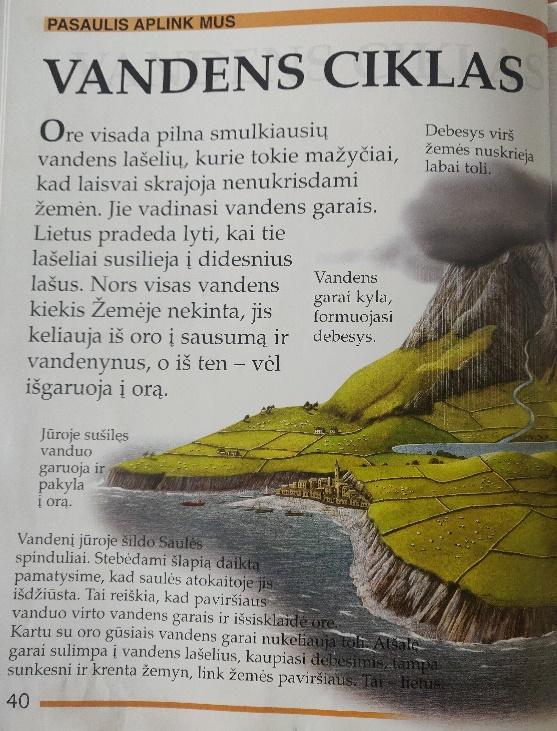 PASAULIS APLINK MUS
VANDENS CIKLAS
Ore visada pilna smulkiausių
vandens lašelių, kurie tokie mažyčiai,
kad laisvai skrajoja nenukrisdami
žemėn. Jie vadinasi vandens garais.
Lietus pradeda lyti, kai tie
lašeliai susilieja į didesnius
lašus. Nors visas vandens
kiekis Žemėje nekinta, jis
keliauja iš oro į sausumą ir
vandenynus, o iš ten – vėl
išgaruoja į orą.
Debesys virš
žemės nuskrieja
labai toli.
Vandens
garai kyla,
formuojasi
debesys.
Jūroje sušilęs
vanduo
garuoja ir
pakyla
į orą.
Vandenį jūroje šildo Saulės
spinduliai. Stebėdami šlapią daiktą
pamatysime, kad saulės atokaitoje jis
išdžiūsta. Tai reiškia, kad paviršiaus
vanduo virto vandens garais ir išsisklaidė ore.
Kartu su oro gūsiais vandens garai nukeliauja toli. Atšalę
garai sulimpa į vandens lašelius, kaupiasi debesimis, tampa
sunkesni ir krenta žemyn, link žemės paviršiaus. Tai – lietus.
40